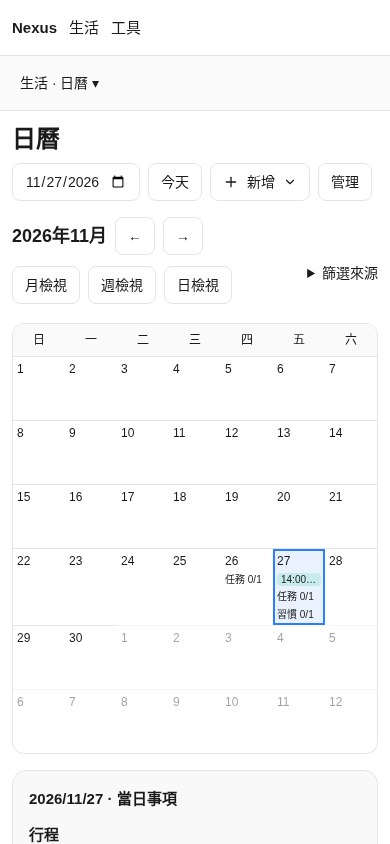 Nexus 生活 工具
生活 · 日曆 ▾
日曆
11/27/2026 今天 + 新增 管理
2026年11月 ← →
月檢視 週檢視 日檢視 ▶ 篩選來源
日 一 二 三 四 五 六
1 2 3 4 5 6 7
8 9 10 11 12 13 14
15 16 17 18 19 20 21
22 23 24 25 26 27 28
14:00…
任務 0/1 任務 0/1
習慣 0/1
29 30 1 2 3 4 5
6 7 8 9 10 11 12
2026/11/27 · 當日事項
行程